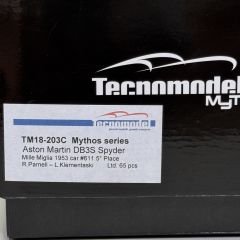 Tecnomodel
MyT
Tecnomodel
TM18-203C Mythos series
Aston Martin DB3S Spyder
Mille Miglia 1953 car #611 5° Place
R.Parnell – L.Klementaski Ltd. 65 pcs